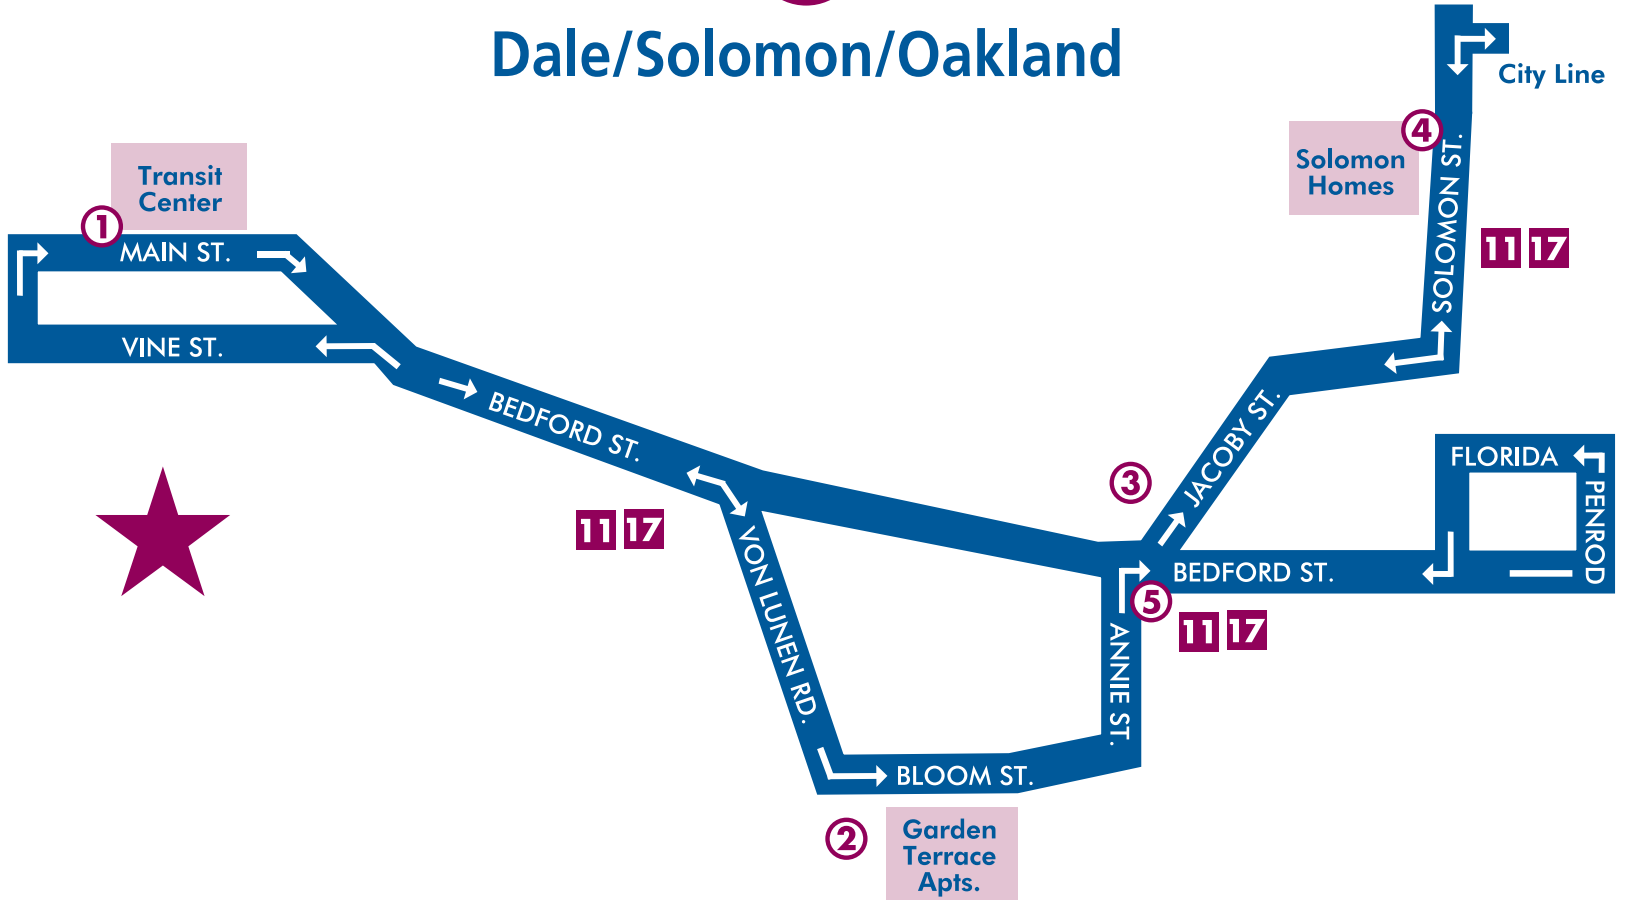 Dale/Solomon/Oakland
City Line
4
Solomon
Homes
SOLOMON ST.
11 17
Transit
Center
1
MAIN ST.
VINE ST.
BEDFORD ST.
11 17
3
JACOBY ST.
FLORIDA
PENROD
BEDFORD ST.
5
11 17
VON LUNEN RD.
ANNIE ST.
BLOOM ST.
2
Garden
Terrace
Apts.